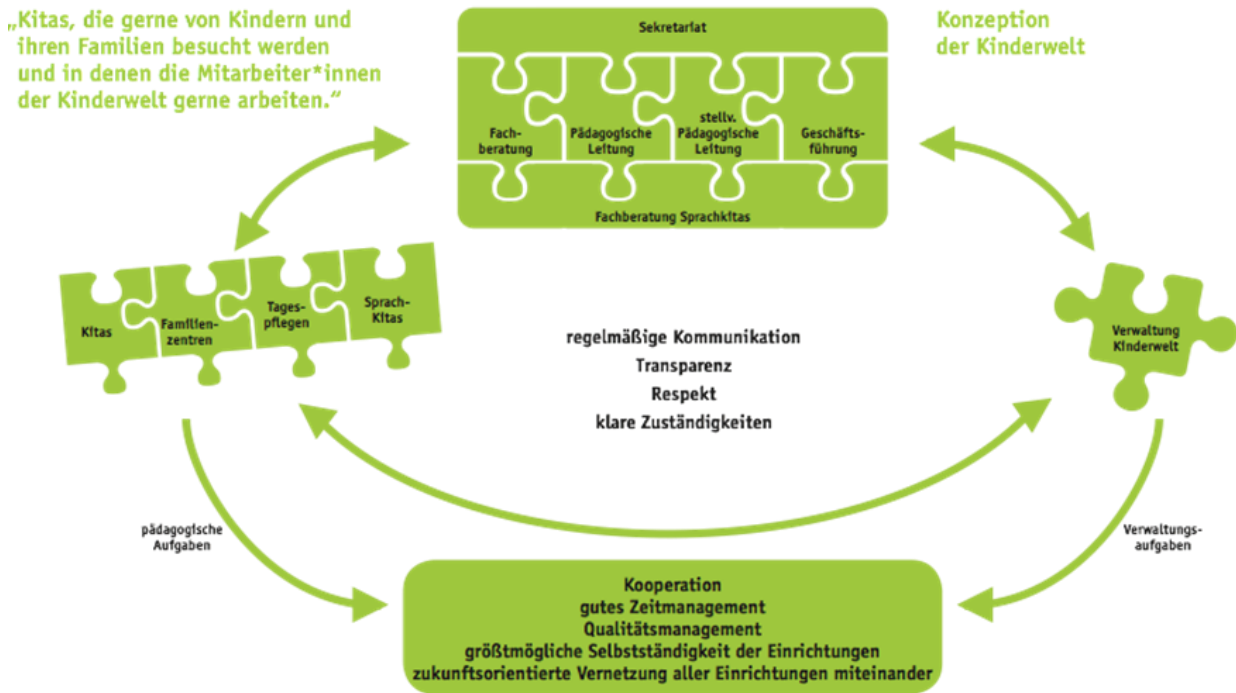 „Kitas, die gerne von Kindern und
ihren Familien besucht werden
und in denen die Mitarbeiter*innen
der Kinderwelt gerne arbeiten.“
Konzeption
der Kinderwelt
Sekretariat
Fach-
beratung
Pädagogische
Leitung
stellv.
Pädagogische
Leitung
Geschäfts-
führung
Fachberatung Sprachkitas
Kitas
Familien-
zentren
Tages-
pflegen
Sprach-
Kitas
Verwaltung
Kinderwelt
regelmäßige Kommunikation
Transparenz
Respekt
klare Zuständigkeiten
pädagogische
Aufgaben
Verwaltungs-
aufgaben
Kooperation
gutes Zeitmanagement
Qualitätsmanagement
größtmögliche Selbstständigkeit der Einrichtungen
zukunftsorientierte Vernetzung aller Einrichtungen miteinander